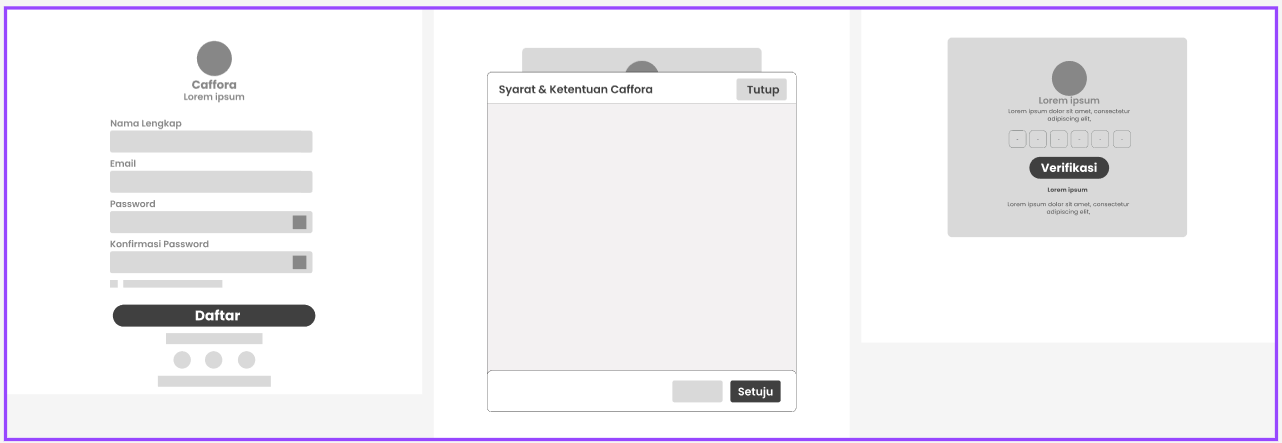 Caffora
Lorem ipsum
Nama Lengkap
Email
Password
Konfirmasi Password
Daftar
Syarat & Ketentuan Caffora
Tutup
Setuju
Lorem ipsum
Lorem ipsum dolor sit amet, consectetur
adipiscing elit,
- - - - - -
Verifikasi
Lorem ipsum
Lorem ipsum dolor sit amet, consectetur
adipiscing elit,